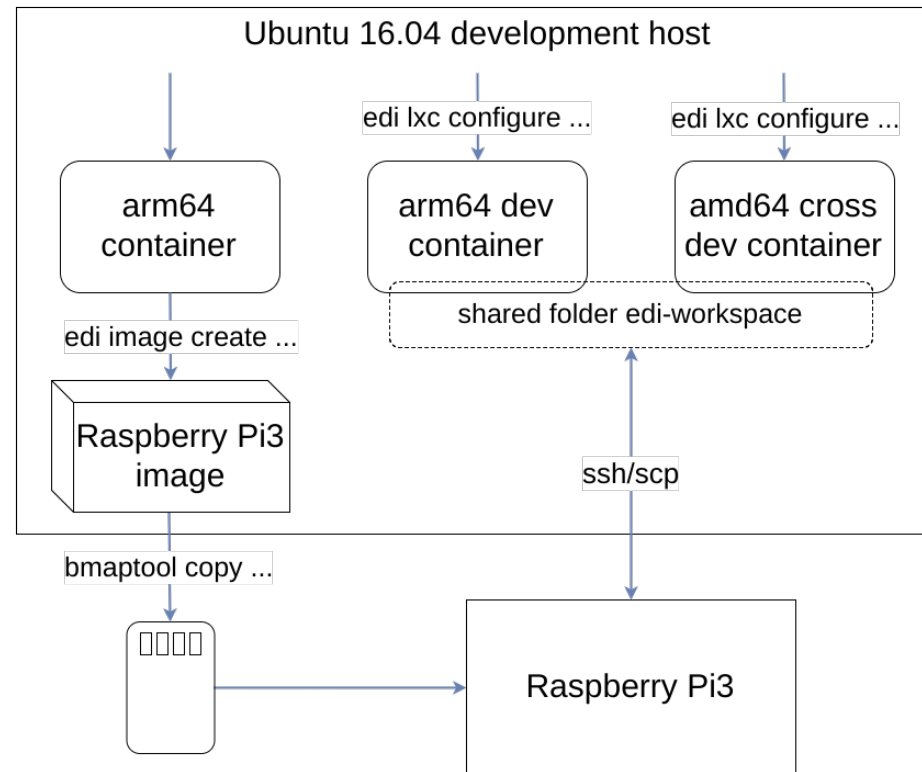 Ubuntu 16.04 development host
edi lxc configure ...
edi lxc configure ...
arm64
container
arm64 dev
container
amd64 cross
dev container
shared folder edi-workspace
edi image create ...
Raspberry Pi3
image
ssh/scp
bmaptool copy ...
Raspberry Pi3